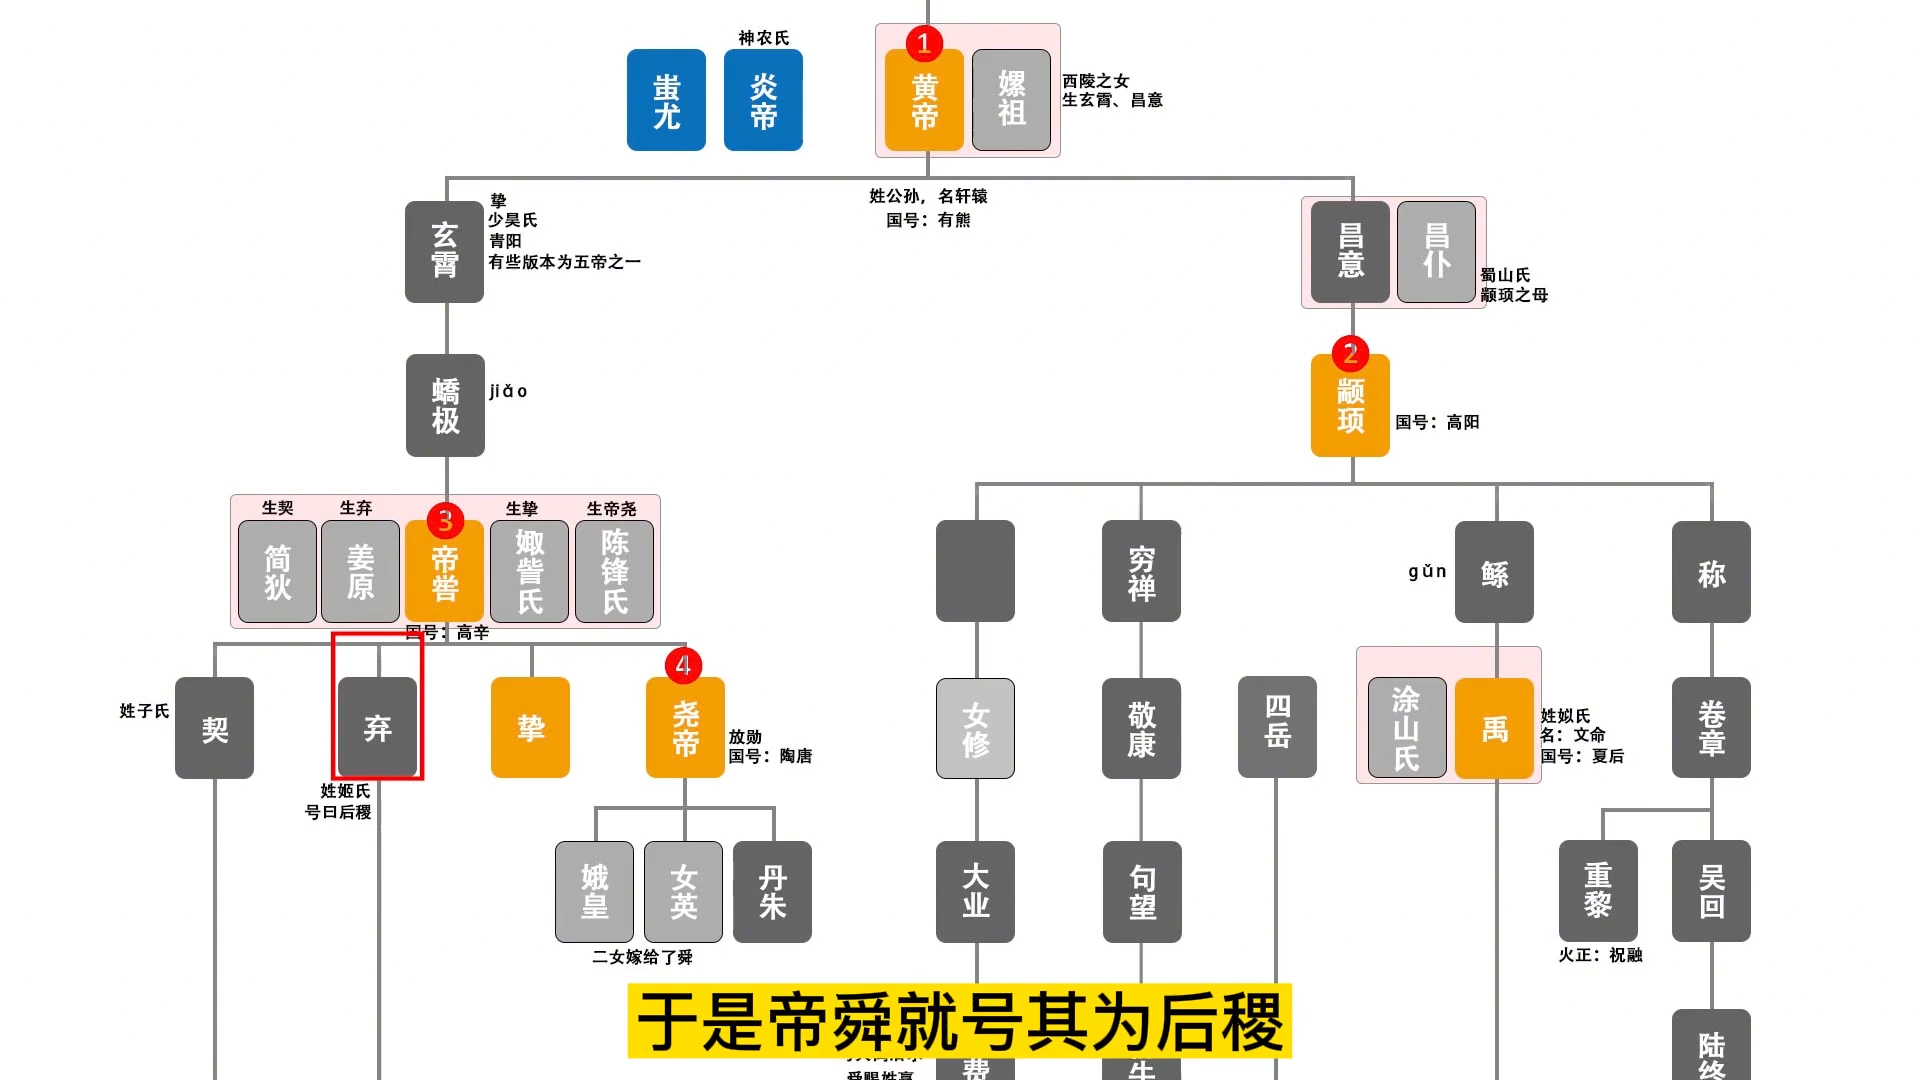 神农氏
蚩尤
炎帝
1
黄帝
嫘祖
西陵之女
生玄霄、昌意
姓公孙，名轩辕
国号：有熊
玄霄
挚
少昊氏
青阳
有些版本为五帝之一
昌意
昌仆
蜀山氏
颛顼之母
蟜极
jiǎo
2
颛顼
国号：高阳
生契
生弃
生挚
生帝尧
简狄
姜原
3
帝喾
娵訾氏
陈锋氏
国号：高辛
穷禅
gǔn
鲧
称
姓子氏
契
弃
姓姬氏
号曰后稷
挚
4
尧帝
放勋
国号：陶唐
女修
敬康
四岳
涂山氏
禹
姓姒氏
名：文命
国号：夏后
卷章
娥皇
女英
丹朱
二女嫁给了舜
大业
句望
重黎
火正：祝融
吴回
于是帝舜就号其为后稷
费
陆终